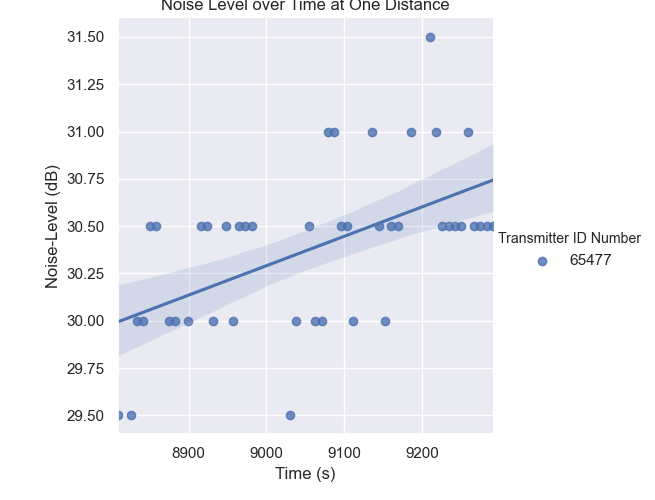 Noise Level over Time at One Distance
31.50
31.25
31.00
30.75
30.50
30.25
30.00
29.75
29.50
Noise-Level (dB)
8900 9000 9100 9200
Time (s)
Transmitter ID Number
65477